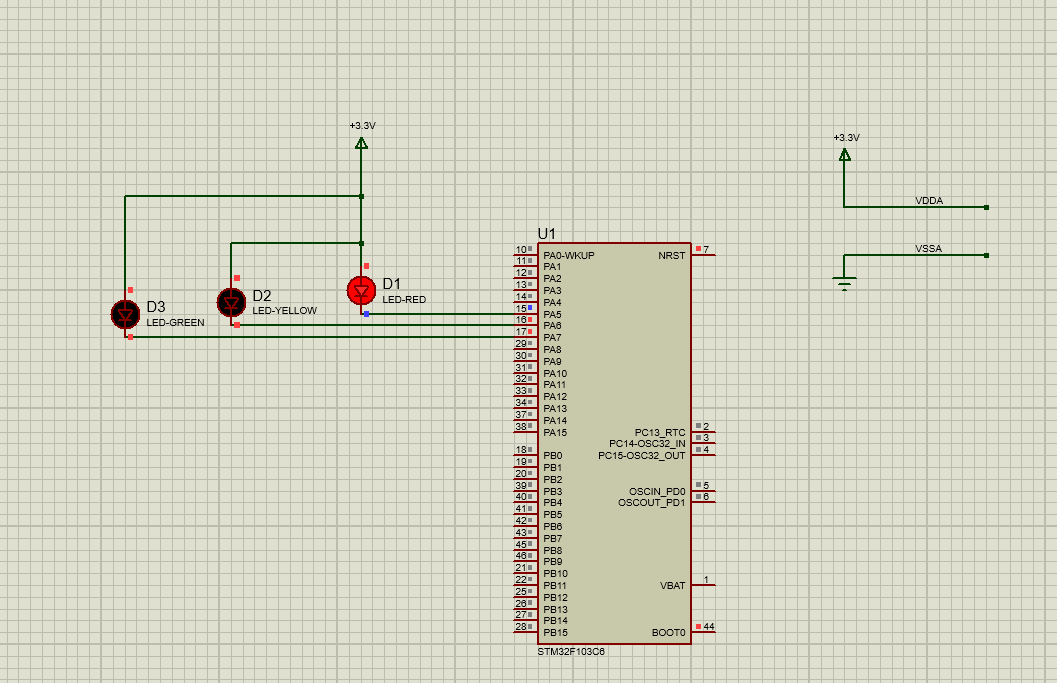 +3.3V
+3.3V
VDDA
VSSA
U1
D1
LED-RED
D2
LED-YELLOW
D3
LED-GREEN
10 PA0-WKUP
11 PA1
12 PA2
13 PA3
14 PA4
15 PA5
16 PA6
17 PA7
29 PA8
30 PA9
31 PA10
32 PA11
33 PA12
34 PA13
37 PA14
38 PA15
18 PB0
19 PB1
20 PB2
39 PB3
40 PB4
41 PB5
42 PB6
43 PB7
45 PB8
46 PB9
21 PB10
22 PB11
25 PB12
26 PB13
27 PB14
28 PB15
NRST 7
PC13_RTC 2
PC14-OSC32_IN 3
PC15-OSC32_OUT 4
OSCIN_PD0 5
OSCOUT_PD1 6
VBAT 1
BOOT0 44
STM32F103C6